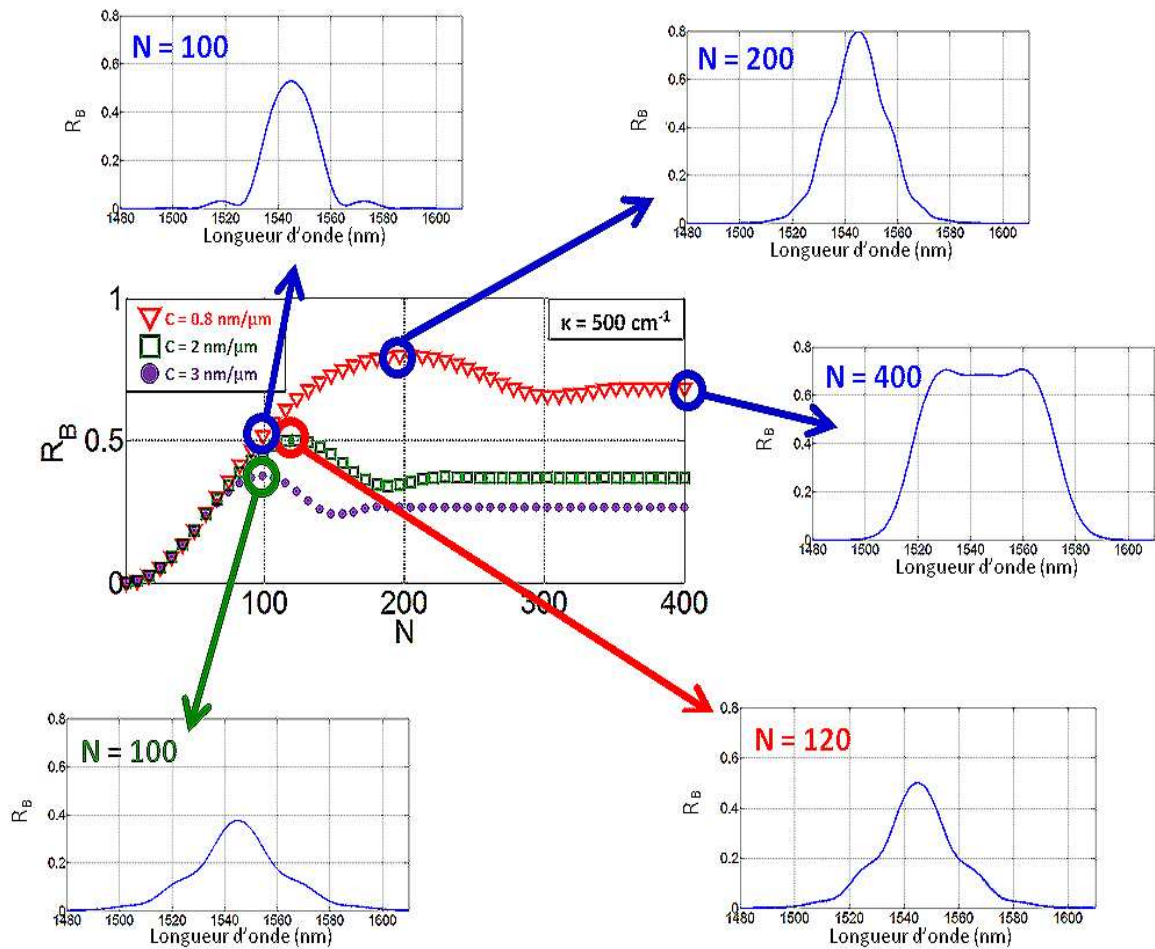 0.8
N = 100
0.6
R_B
0.4
0.2
0
1480 1500 1520 1540 1560 1580 1600
Longueur d'onde (nm)
0.8
N = 200
0.6
R_B
0.4
0.2
0
1480 1500 1520 1540 1560 1580 1600
Longueur d'onde (nm)
1
C = 0.8 nm/μm
C = 2 nm/μm
C = 3 nm/μm
κ = 500 cm⁻¹
R_B
0.5
0
100 200 300 400
N
0.8
N = 400
0.6
R_B
0.4
0.2
0
1480 1500 1520 1540 1560 1580 1600
Longueur d'onde (nm)
0.8
N = 100
0.6
R_B
0.4
0.2
0
1480 1500 1520 1540 1560 1580 1600
Longueur d'onde (nm)
0.8
N = 120
0.6
R_B
0.4
0.2
0
1480 1500 1520 1540 1560 1580 1600
Longueur d'onde (nm)